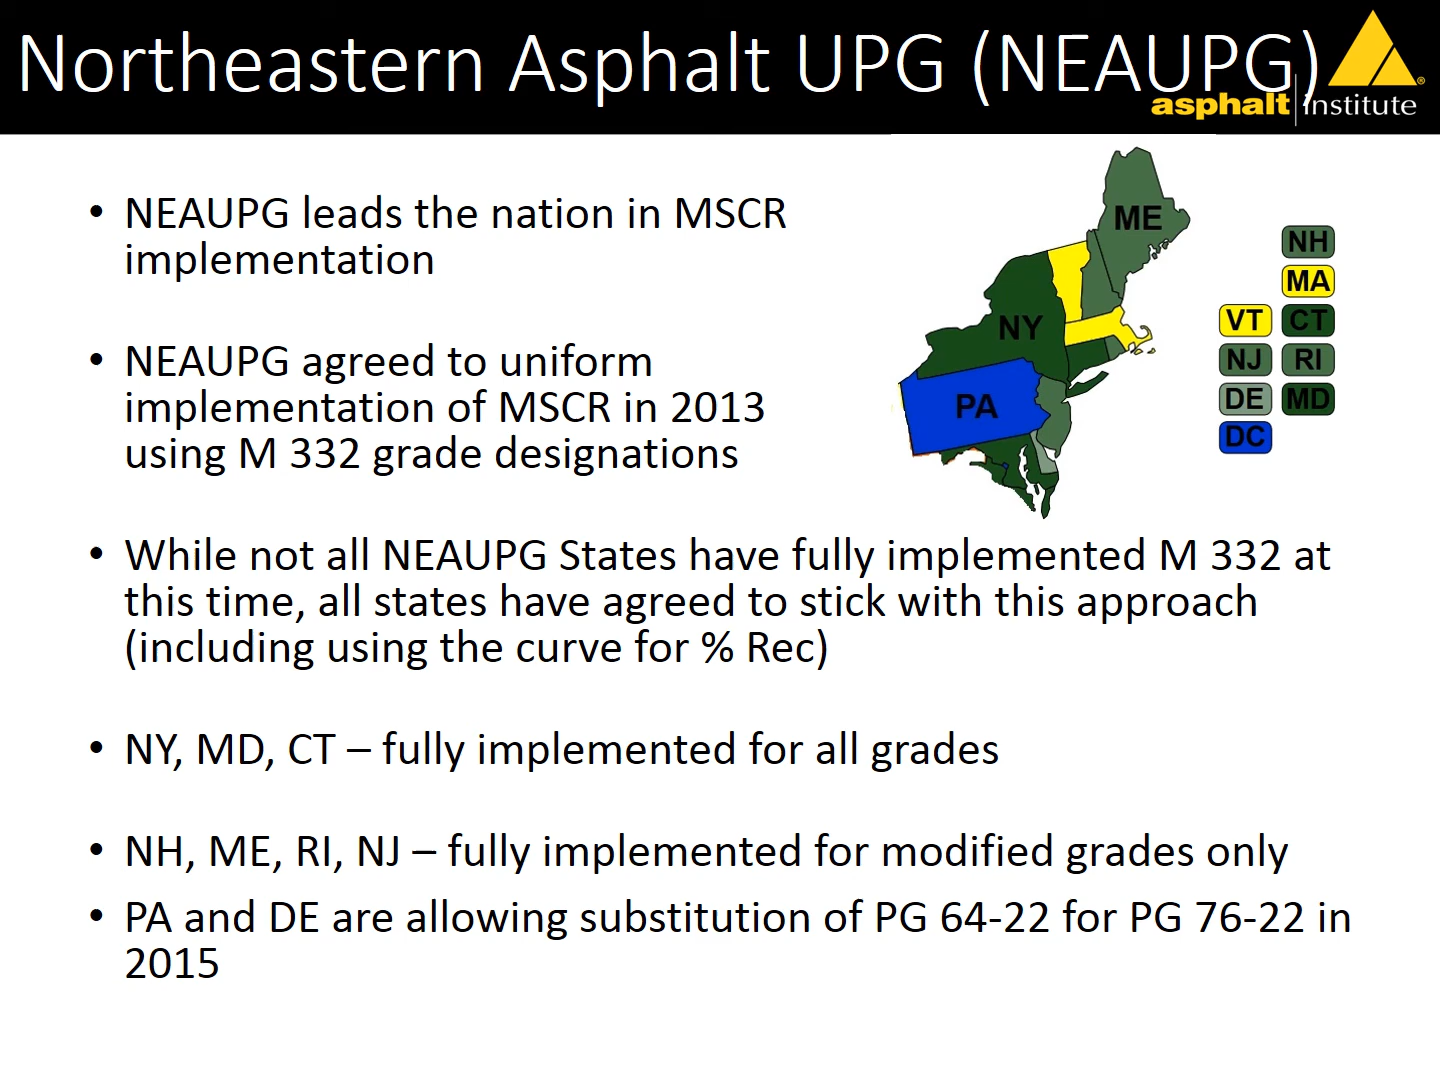 Northeastern Asphalt UPG (NEAUPG)
asphalt institute®
• NEAUPG leads the nation in MSCR
implementation
• NEAUPG agreed to uniform
implementation of MSCR in 2013
using M 332 grade designations
ME
NY
PA
NH
MA
VT CT
NJ RI
DE MD
DC
• While not all NEAUPG States have fully implemented M 332 at
this time, all states have agreed to stick with this approach
(including using the curve for % Rec)
• NY, MD, CT – fully implemented for all grades
• NH, ME, RI, NJ – fully implemented for modified grades only
• PA and DE are allowing substitution of PG 64-22 for PG 76-22 in
2015